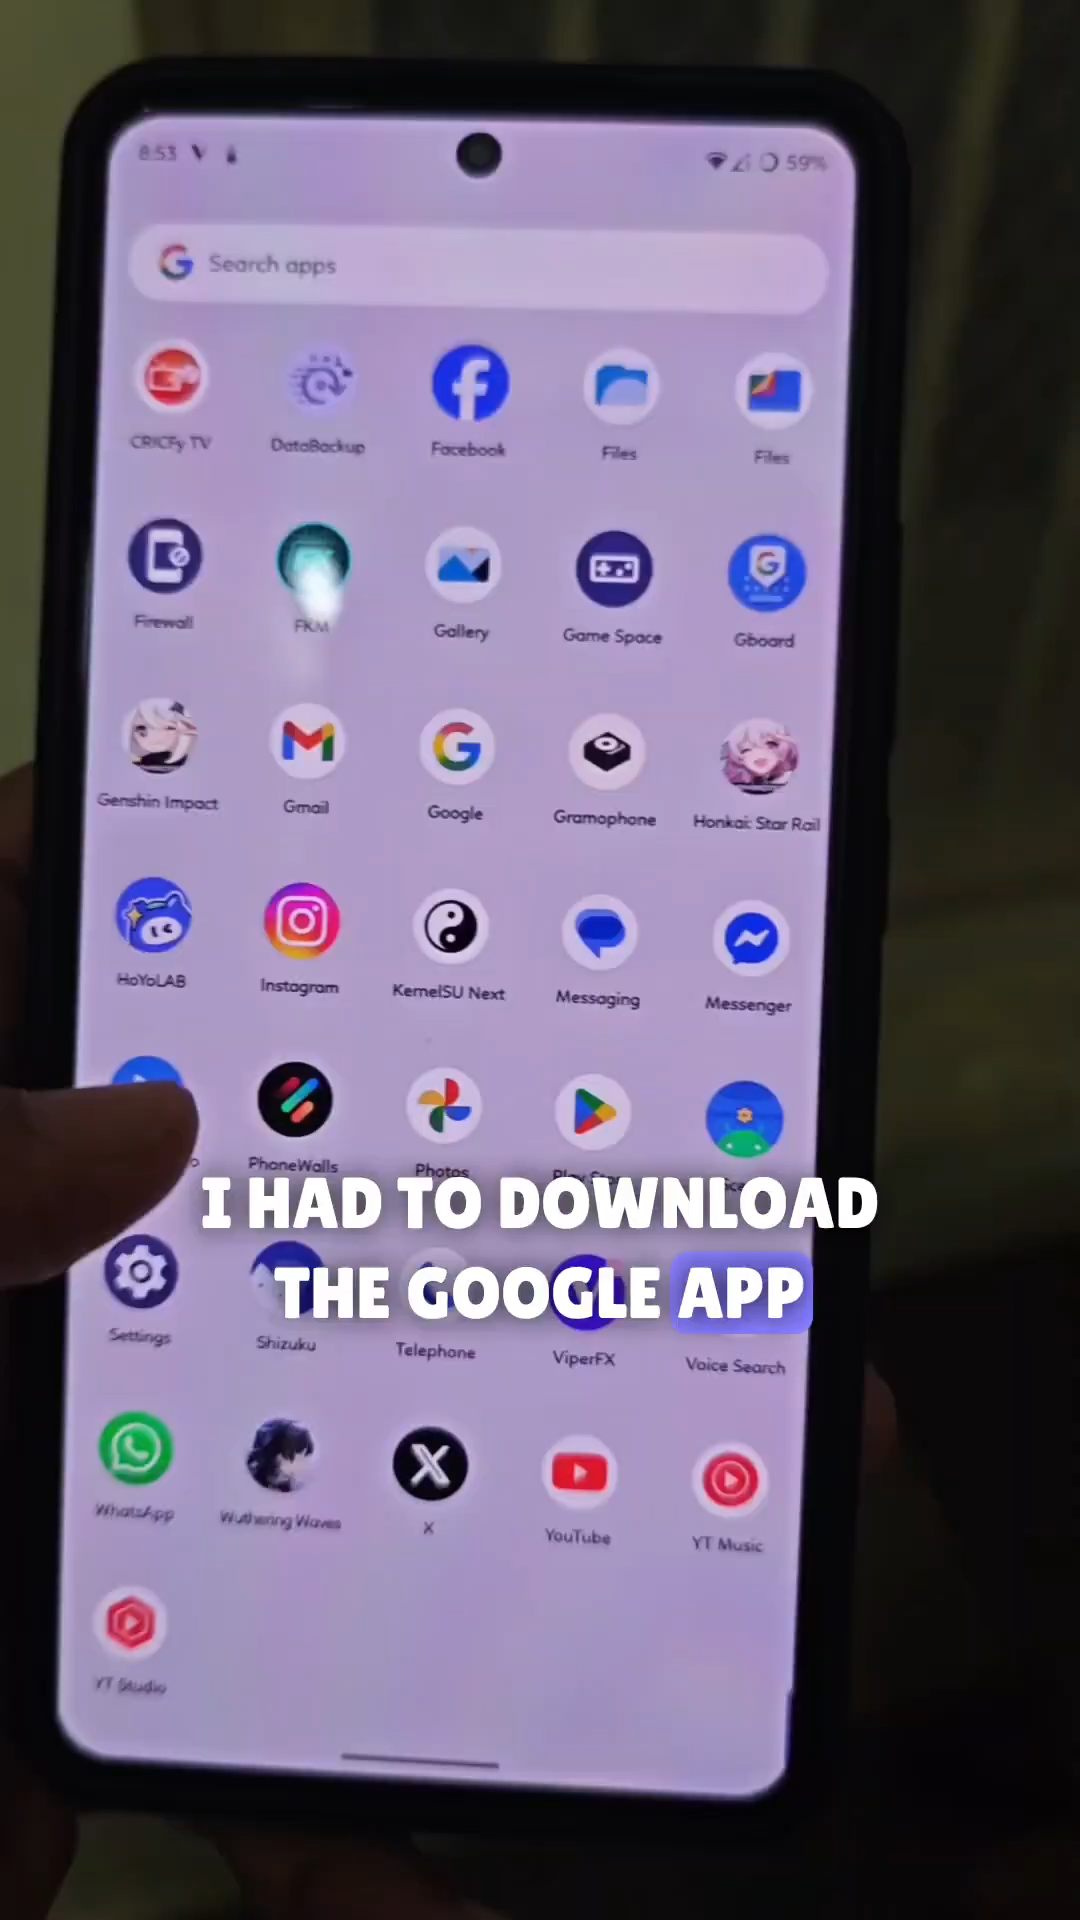 8:53 59%
Search apps
CRICFy TV DataBackup Facebook Files Files
Firewall FKM Gallery Game Space Gboard
Genshin Impact Gmail Google Gramophone Honkai: Star Rail
HoYoLAB Instagram KernelSU Next Messaging Messenger
PhoneWalls Photos Play Store
I HAD TO DOWNLOAD
THE GOOGLE APP
Settings Shizuku Telephone ViperFX Voice Search
WhatsApp Wuthering Waves X YouTube YT Music
YT Studio